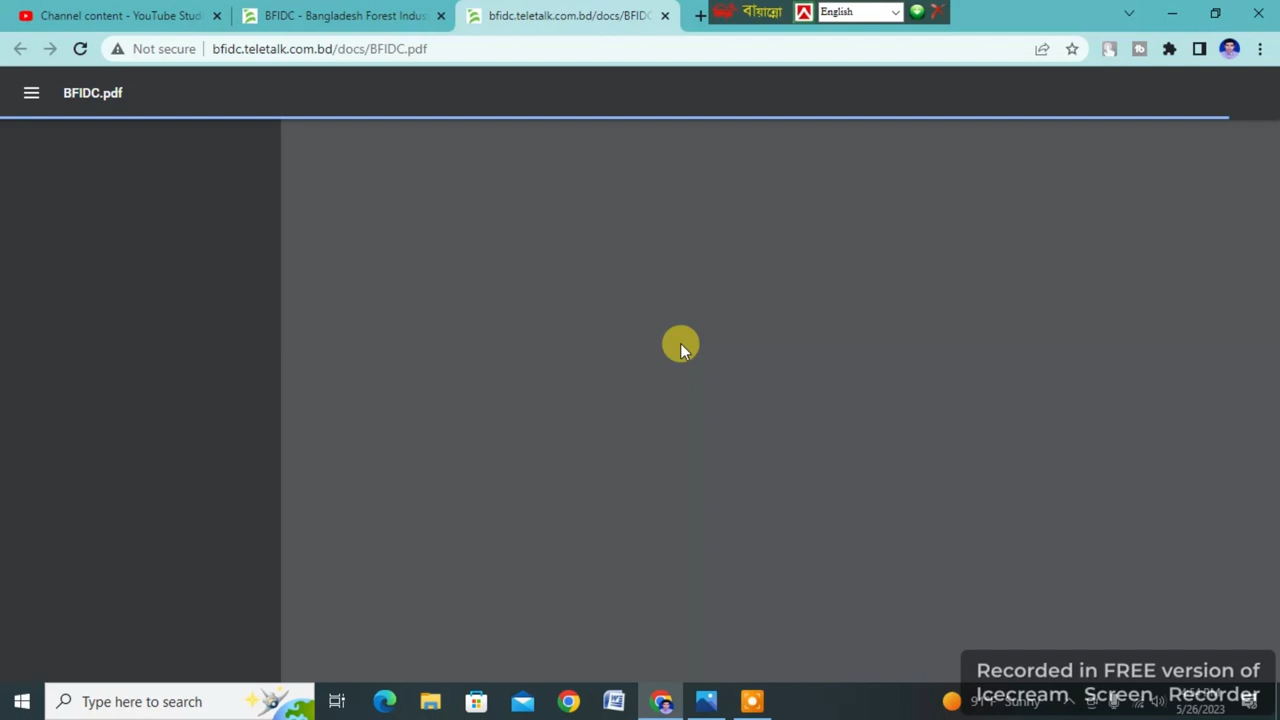 Channel content - YouTube Stud
BFIDC - Bangladesh Forest Indus
bfidc.teletalk.com.bd/docs/BFIDC
বায়ান্নো
English
Not secure
bfidc.teletalk.com.bd/docs/BFIDC.pdf
BFIDC.pdf
Recorded in FREE version of
Icecream Screen Recorder
Type here to search
Sunny
5/26/2023